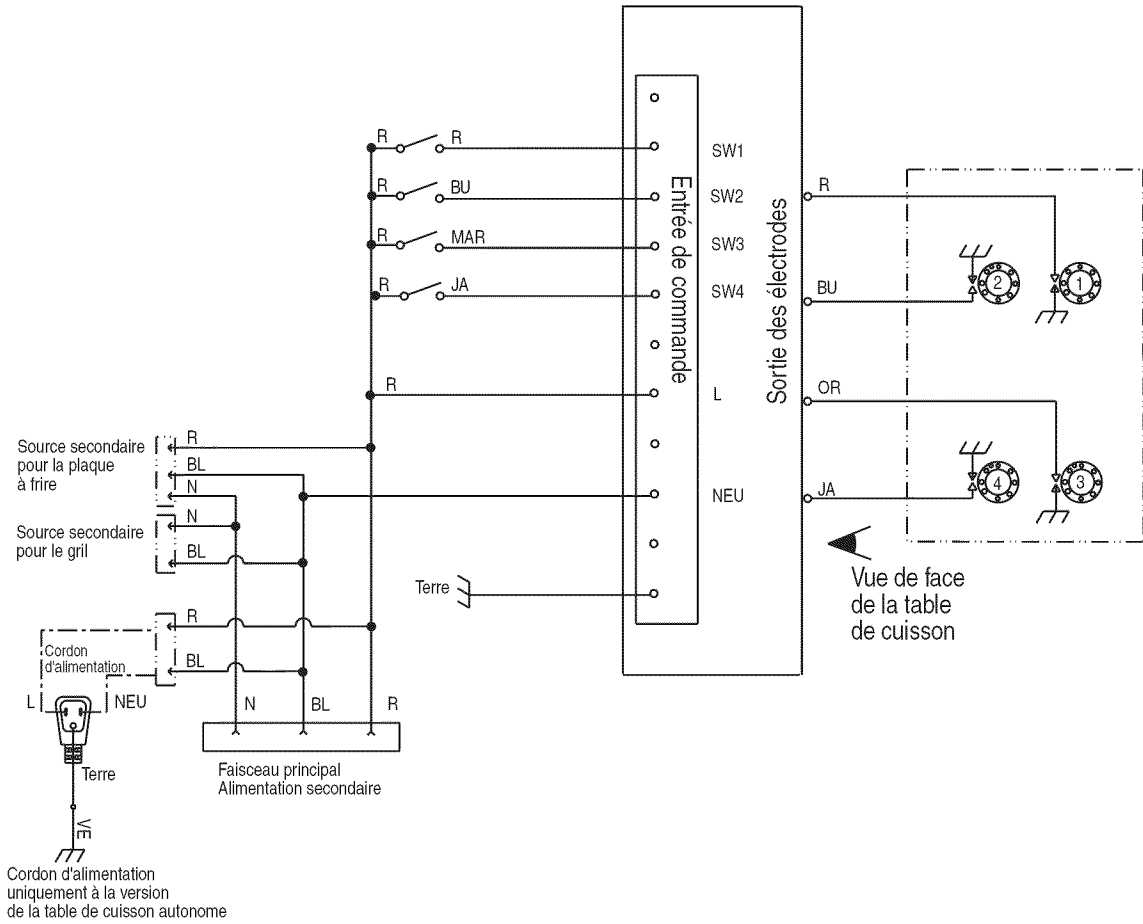 R
R
SW1
R
BU
SW2
R
MAR
SW3
R
JA
SW4
Entrée de commande
Sortie des électrodes
R
BU
2
1
R
L
OR
JA
4
3
NEU
Source secondaire
pour la plaque
à frire
R
BL
N
Source secondaire
pour le gril
N
BL
Terre
Vue de face
de la table
de cuisson
R
BL
Cordon
d'alimentation
L
NEU
N
BL
R
Terre
Faisceau principal
Alimentation secondaire
VE
Cordon d'alimentation
uniquement à la version
de la table de cuisson autonome